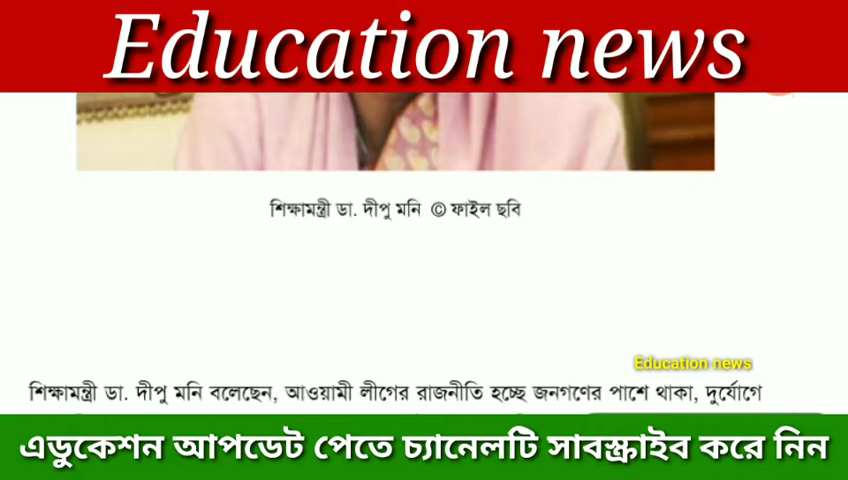 Education news
শিক্ষামন্ত্রী ডা. দীপু মনি © ফাইল ছবি
Education news
শিক্ষামন্ত্রী ডা. দীপু মনি বলেছেন, আওয়ামী লীগের রাজনীতি হচ্ছে জনগণের পাশে থাকা, দুর্যোগে
এডুকেশন আপডেট পেতে চ্যানেলটি সাবস্ক্রাইব করে নিন